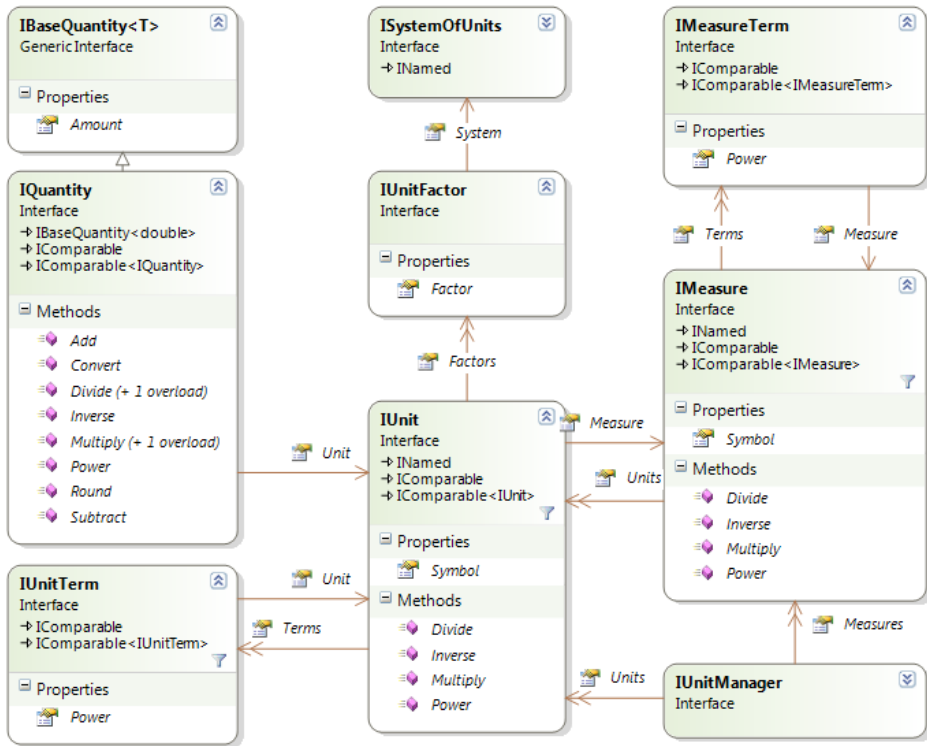 IBaseQuantity<T>
Generic Interface
Properties
Amount
IQuantity
Interface
IBaseQuantity<double>
IComparable
IComparable<IQuantity>
Methods
Add
Convert
Divide (+ 1 overload)
Inverse
Multiply (+ 1 overload)
Power
Round
Subtract
Unit
IUnitTerm
Interface
IComparable
IComparable<IUnitTerm>
Properties
Power
Unit
Terms
ISystemOfUnits
Interface
INamed
System
IUnitFactor
Interface
Properties
Factor
Factors
IUnit
Interface
INamed
IComparable
IComparable<IUnit>
Properties
Symbol
Methods
Divide
Inverse
Multiply
Power
Measure
Units
Units
IMeasureTerm
Interface
IComparable
IComparable<IMeasureTerm>
Properties
Power
Terms
Measure
IMeasure
Interface
INamed
IComparable
IComparable<IMeasure>
Properties
Symbol
Methods
Divide
Inverse
Multiply
Power
Measures
IUnitManager
Interface